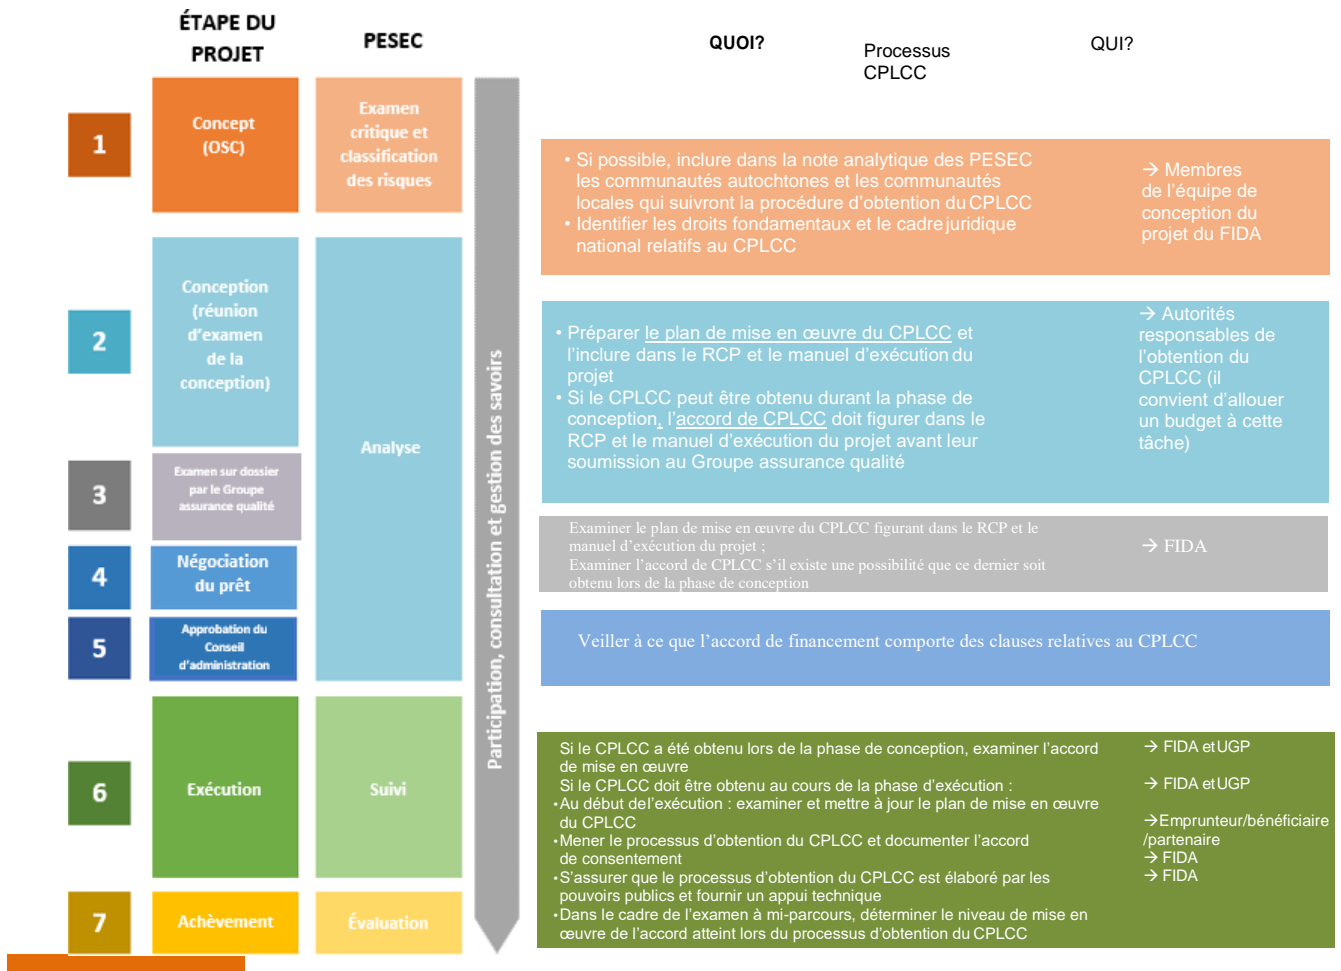 ÉTAPE DU
PROJET
PESEC
QUOI?
Processus
CPLCC
QUI?
1
Concept
(OSC)
Examen
critique et
classification
des risques
• Si possible, inclure dans la note analytique des PESEC
les communautés autochtones et les communautés
locales qui suivront la procédure d'obtention du CPLCC
• Identifier les droits fondamentaux et le cadre juridique
national relatifs au CPLCC
→ Membres
de l'équipe de
conception du
projet du FIDA
2
Conception
(réunion
d'examen
de la
conception)
Analyse
Participation, consultation et gestion des savoirs
• Préparer le plan de mise en œuvre du CPLCC et
l'inclure dans le RCP et le manuel d'exécution du
projet
• Si le CPLCC peut être obtenu durant la phase de
conception, l'accord de CPLCC doit figurer dans le
RCP et le manuel d'exécution du projet avant leur
soumission au Groupe assurance qualité
→ Autorités
responsables de
l'obtention du
CPLCC (il
convient d'allouer
un budget à cette
tâche)
3
Examen sur dossier
par le Groupe
assurance qualité
Examiner le plan de mise en œuvre du CPLCC figurant dans le RCP et le
manuel d'exécution du projet ;
Examiner l'accord de CPLCC s'il existe une possibilité que ce dernier soit
obtenu lors de la phase de conception
→ FIDA
4
Négociation
du prêt
5
Approbation du
Conseil
d'administration
Veiller à ce que l'accord de financement comporte des clauses relatives au CPLCC
6
Exécution
Suivi
Si le CPLCC a été obtenu lors de la phase de conception, examiner l'accord
de mise en œuvre
Si le CPLCC doit être obtenu au cours de la phase d'exécution :
• Au début de l'exécution : examiner et mettre à jour le plan de mise en œuvre
du CPLCC
• Mener le processus d'obtention du CPLCC et documenter l'accord
de consentement
• S'assurer que le processus d'obtention du CPLCC est élaboré par les
pouvoirs publics et fournir un appui technique
• Dans le cadre de l'examen à mi-parcours, déterminer le niveau de mise en
œuvre de l'accord atteint lors du processus d'obtention du CPLCC
→ FIDA et UGP
→ FIDA et UGP
→Emprunteur/bénéficiaire
/partenaire
→ FIDA
→ FIDA
7
Achèvement
Évaluation